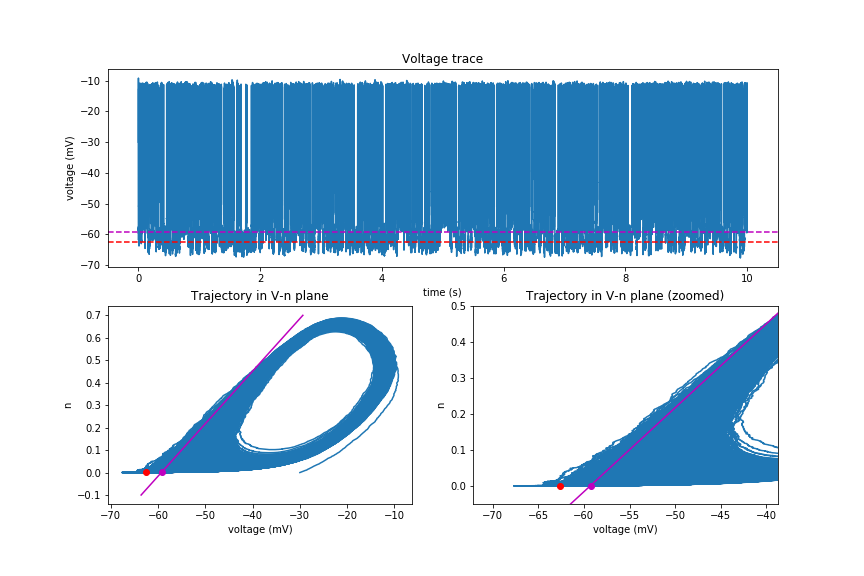 Voltage trace
voltage (mV)
−10
−20
−30
−40
−50
−60
−70
0 2 4 6 8 10
time (s)
Trajectory in V-n plane
n
0.7
0.6
0.5
0.4
0.3
0.2
0.1
0.0
−0.1
−70 −60 −50 −40 −30 −20 −10
voltage (mV)
Trajectory in V-n plane (zoomed)
n
0.5
0.4
0.3
0.2
0.1
0.0
−70 −65 −60 −55 −50 −45 −40
voltage (mV)